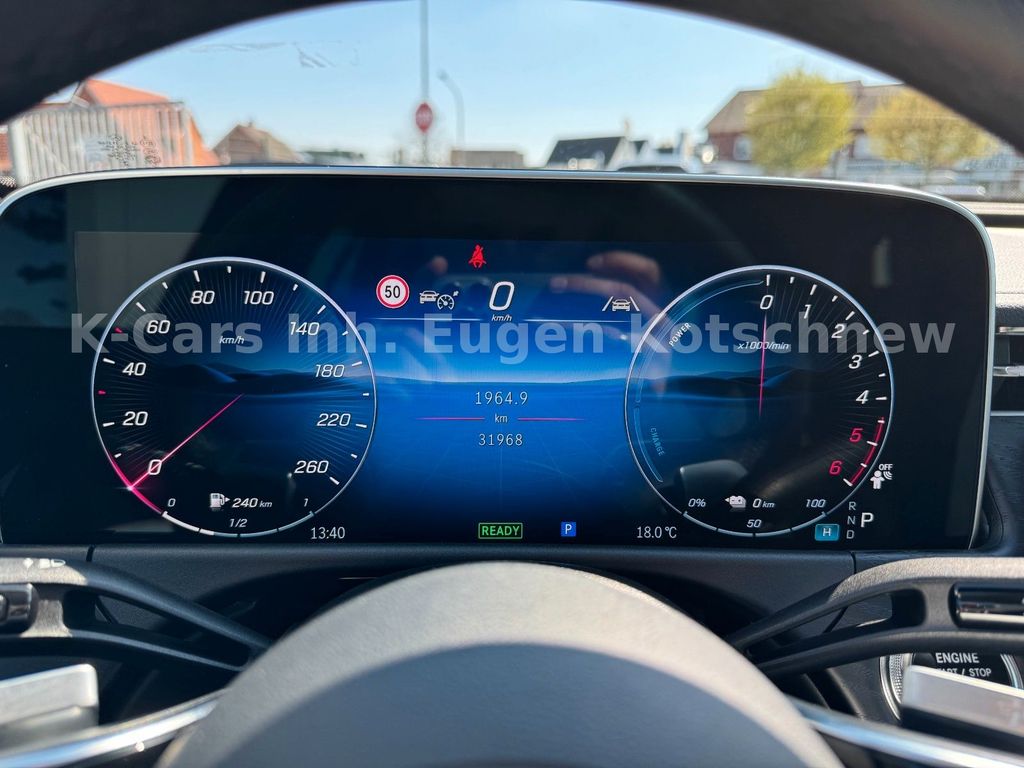 50
0
km/h
80 100
60 140
km/h
40 180
20 220
0 260
0 240 km 1
1/2
13:40
K-Cars Inh. Eugen Kotschnew
1964.9
km
31968
READY
P
18.0°C
POWER
CHARGE
0
1
x1000/min
2
3
4
5
6
0% 0 km 100
50
OFF
R
N P
D
H
ENGINE
START / STOP